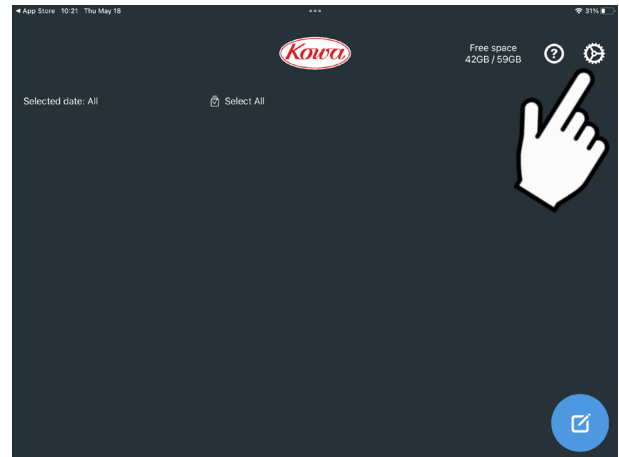 ◀ App Store 10:21 Thu May 18
31%
Kowa
Free space
42GB / 59GB
?
Selected date: All
Select All